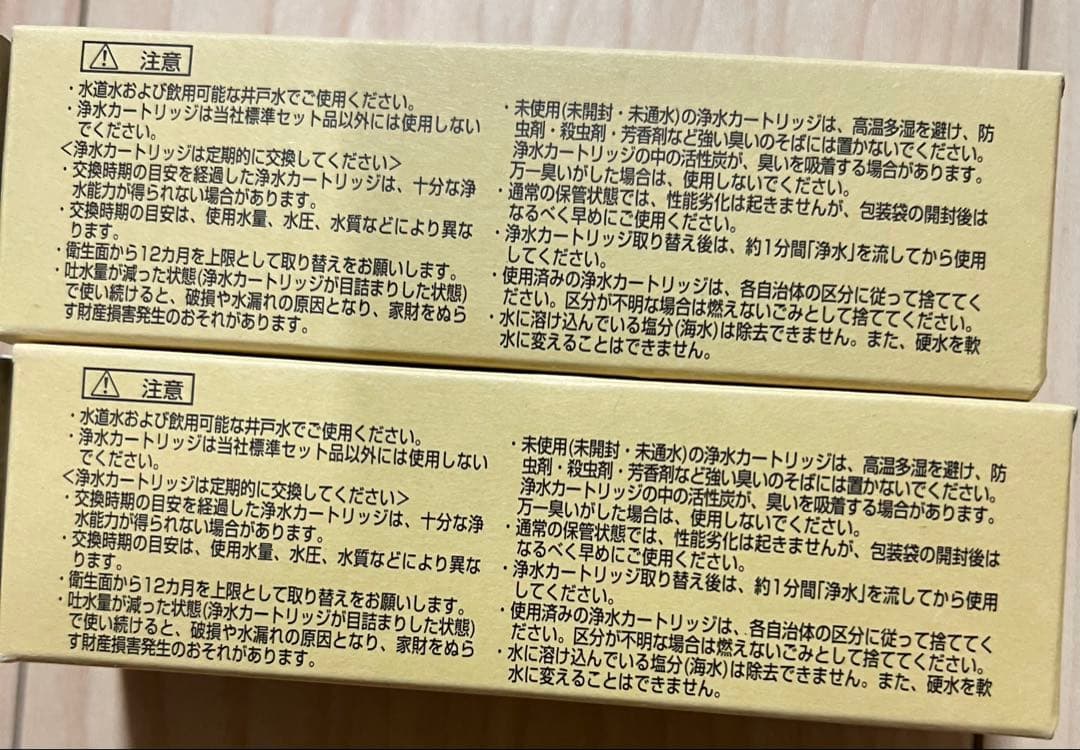 ⚠ 注意
・水道水および飲用可能な井戸水でご使用ください。
・浄水カートリッジは当社標準セット品以外には使用しない
でください。
<浄水カートリッジは定期的に交換してください>
・交換時期の目安を経過した浄水カートリッジは、十分な浄
水能力が得られない場合があります。
・交換時期の目安は、使用水量、水圧、水質などにより異な
ります。
・衛生面から12カ月を上限として取り替えをお願いします。
・吐水量が減った状態(浄水カートリッジが目詰まりした状態)
で使い続けると、破損や水漏れの原因となり、家財をぬら
す財産損害発生のおそれがあります。
・未使用(未開封・未通水)の浄水カートリッジは、高温多湿を避け、防
虫剤・殺虫剤・芳香剤など強い臭いのそばには置かないでください。
浄水カートリッジの中の活性炭が、臭いを吸着する場合があります。
万一臭いがした場合は、使用しないでください。
・通常の保管状態では、性能劣化は起きませんが、包装袋の開封後は
なるべく早めにご使用ください。
・浄水カートリッジ取り替え後は、約1分間「浄水」を流してから使用
してください。
・使用済みの浄水カートリッジは、各自治体の区分に従って捨ててく
ださい。区分が不明な場合は燃えないごみとして捨ててください。
・水に溶け込んでいる塩分(海水)は除去できません。また、硬水を軟
水に変えることはできません。
⚠ 注意
・水道水および飲用可能な井戸水でご使用ください。
・浄水カートリッジは当社標準セット品以外には使用しない
でください。
<浄水カートリッジは定期的に交換してください>
・交換時期の目安を経過した浄水カートリッジは、十分な浄
水能力が得られない場合があります。
・交換時期の目安は、使用水量、水圧、水質などにより異な
ります。
・衛生面から12カ月を上限として取り替えをお願いします。
・吐水量が減った状態(浄水カートリッジが目詰まりした状態)
で使い続けると、破損や水漏れの原因となり、家財をぬら
す財産損害発生のおそれがあります。
・未使用(未開封・未通水)の浄水カートリッジは、高温多湿を避け、防
虫剤・殺虫剤・芳香剤など強い臭いのそばには置かないでください。
浄水カートリッジの中の活性炭が、臭いを吸着する場合があります。
万一臭いがした場合は、使用しないでください。
・通常の保管状態では、性能劣化は起きませんが、包装袋の開封後は
なるべく早めにご使用ください。
・浄水カートリッジ取り替え後は、約1分間「浄水」を流してから使用
してください。
・使用済みの浄水カートリッジは、各自治体の区分に従って捨ててく
ださい。区分が不明な場合は燃えないごみとして捨ててください。
・水に溶け込んでいる塩分(海水)は除去できません。また、硬水を軟
水に変えることはできません。